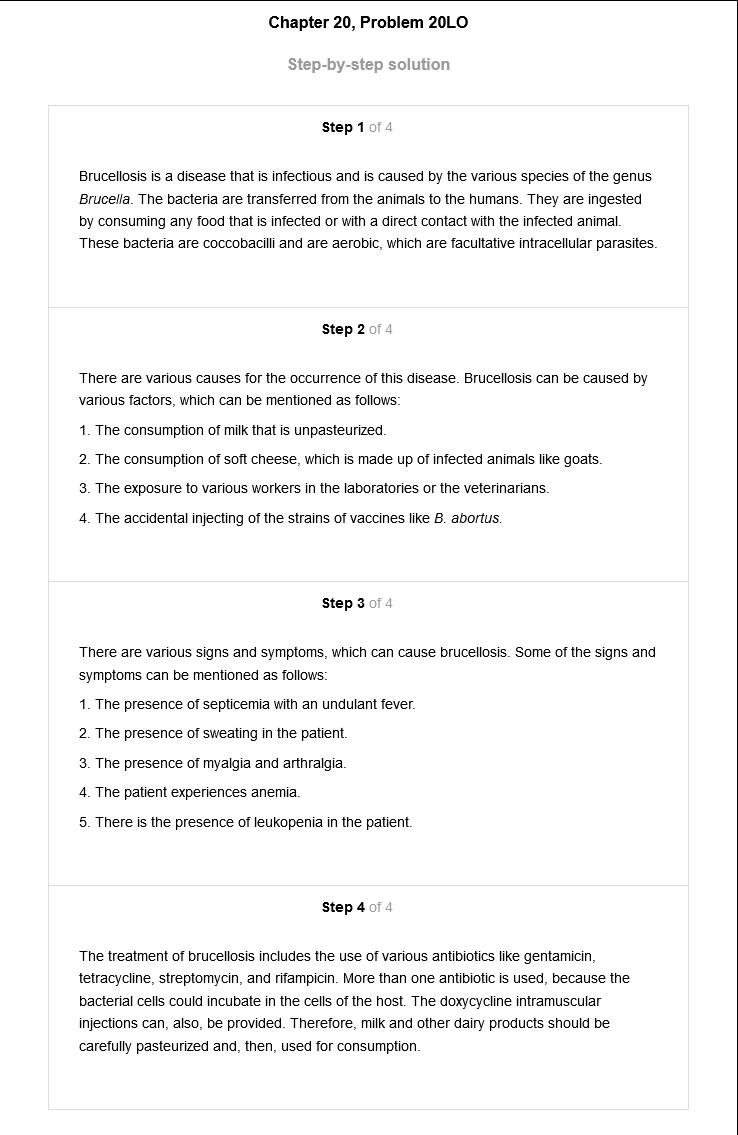 Chapter 20, Problem 20LO
Step-by-step solution
Step 1 of 4
Brucellosis is a disease that is infectious and is caused by the various species of the genus
Brucella. The bacteria are transferred from the animals to the humans. They are ingested
by consuming any food that is infected or with a direct contact with the infected animal.
These bacteria are coccobacilli and are aerobic, which are facultative intracellular parasites.
Step 2 of 4
There are various causes for the occurrence of this disease. Brucellosis can be caused by
various factors, which can be mentioned as follows:
1. The consumption of milk that is unpasteurized.
2. The consumption of soft cheese, which is made up of infected animals like goats.
3. The exposure to various workers in the laboratories or the veterinarians.
4. The accidental injecting of the strains of vaccines like B. abortus.
Step 3 of 4
There are various signs and symptoms, which can cause brucellosis. Some of the signs and
symptoms can be mentioned as follows:
1. The presence of septicemia with an undulant fever.
2. The presence of sweating in the patient.
3. The presence of myalgia and arthralgia.
4. The patient experiences anemia.
5. There is the presence of leukopenia in the patient.
Step 4 of 4
The treatment of brucellosis includes the use of various antibiotics like gentamicin,
tetracycline, streptomycin, and rifampicin. More than one antibiotic is used, because the
bacterial cells could incubate in the cells of the host. The doxycycline intramuscular
injections can, also, be provided. Therefore, milk and other dairy products should be
carefully pasteurized and, then, used for consumption.